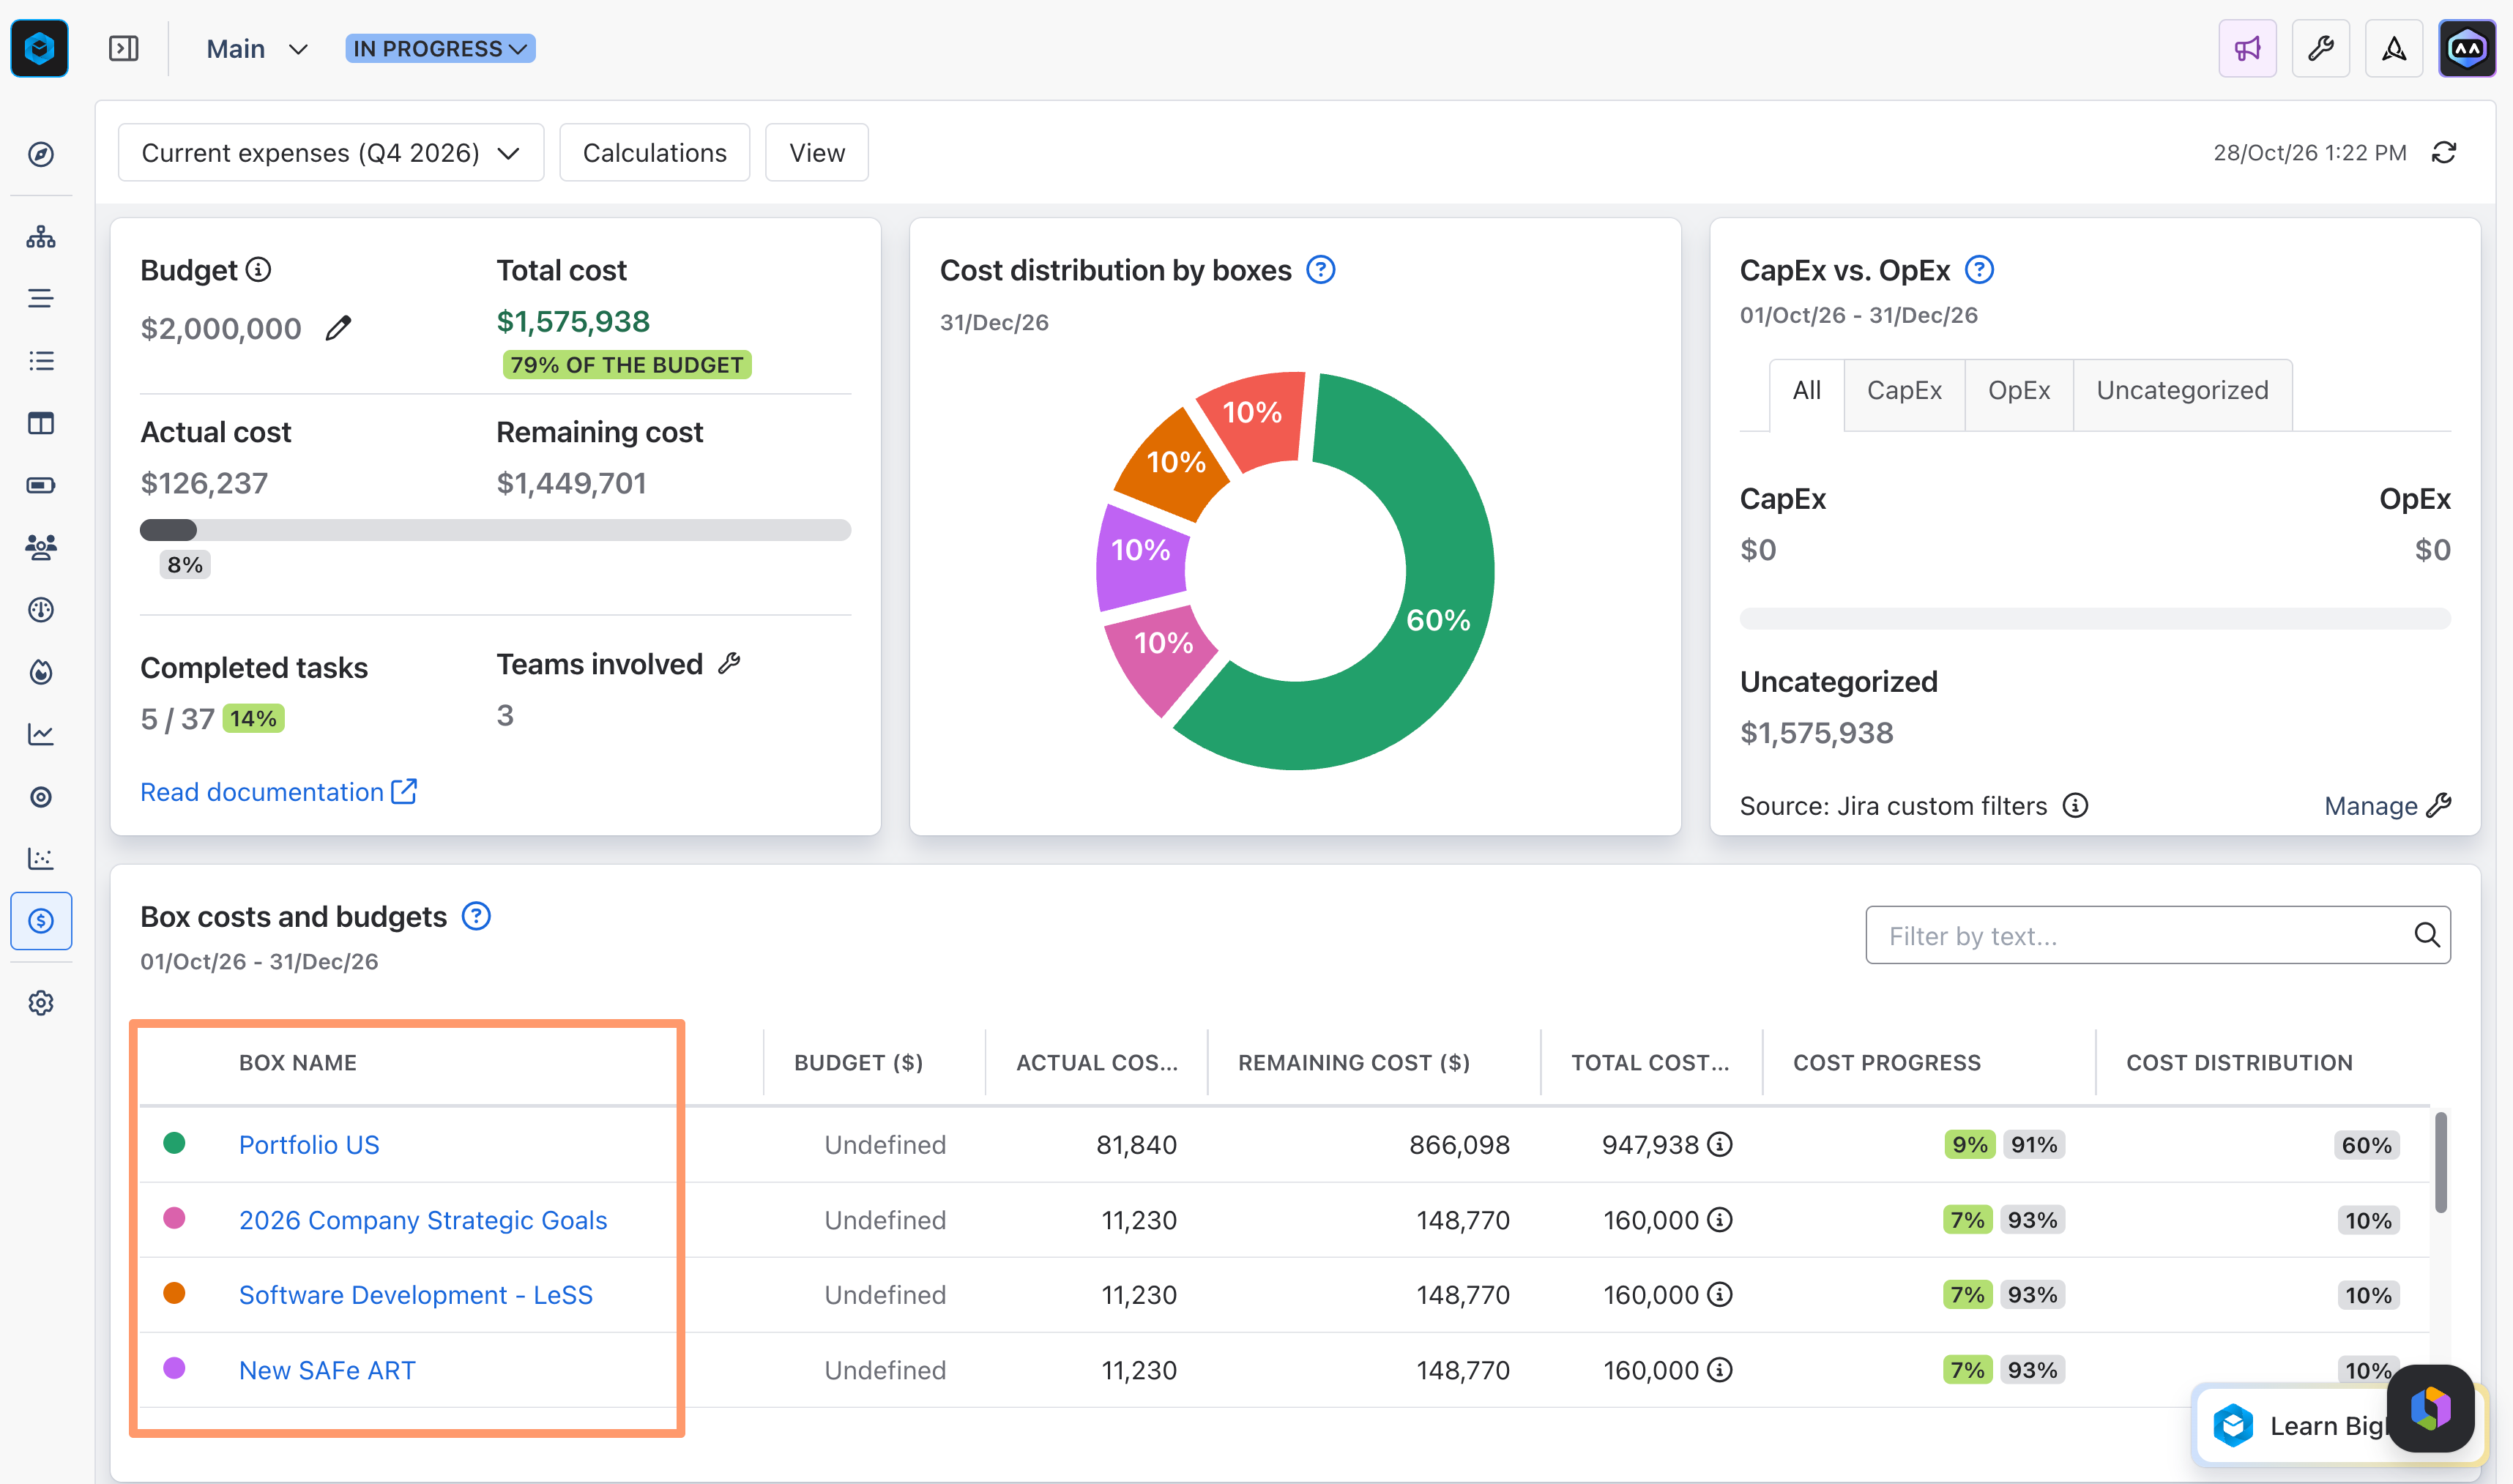 Main
IN PROGRESS
Current expenses (Q4 2026)
Calculations
View
28/Oct/26 1:22 PM
Budget
Total cost
$2,000,000
$1,575,938
79% OF THE BUDGET
Actual cost
Remaining cost
$126,237
$1,449,701
8%
Completed tasks
Teams involved
5 / 37 14%
3
Read documentation
Cost distribution by boxes
31/Dec/26
10%
10%
10%
10%
60%
CapEx vs. OpEx
01/Oct/26 - 31/Dec/26
All
CapEx
OpEx
Uncategorized
CapEx
OpEx
$0
$0
Uncategorized
$1,575,938
Source: Jira custom filters
Manage
Box costs and budgets
01/Oct/26 - 31/Dec/26
Filter by text...
BOX NAME BUDGET ($) ACTUAL COS... REMAINING COST ($) TOTAL COST... COST PROGRESS COST DISTRIBUTION
Portfolio US Undefined 81,840 866,098 947,938 9% 91% 60%
2026 Company Strategic Goals Undefined 11,230 148,770 160,000 7% 93% 10%
Software Development - LeSS Undefined 11,230 148,770 160,000 7% 93% 10%
New SAFe ART Undefined 11,230 148,770 160,000 7% 93% 10%
Learn